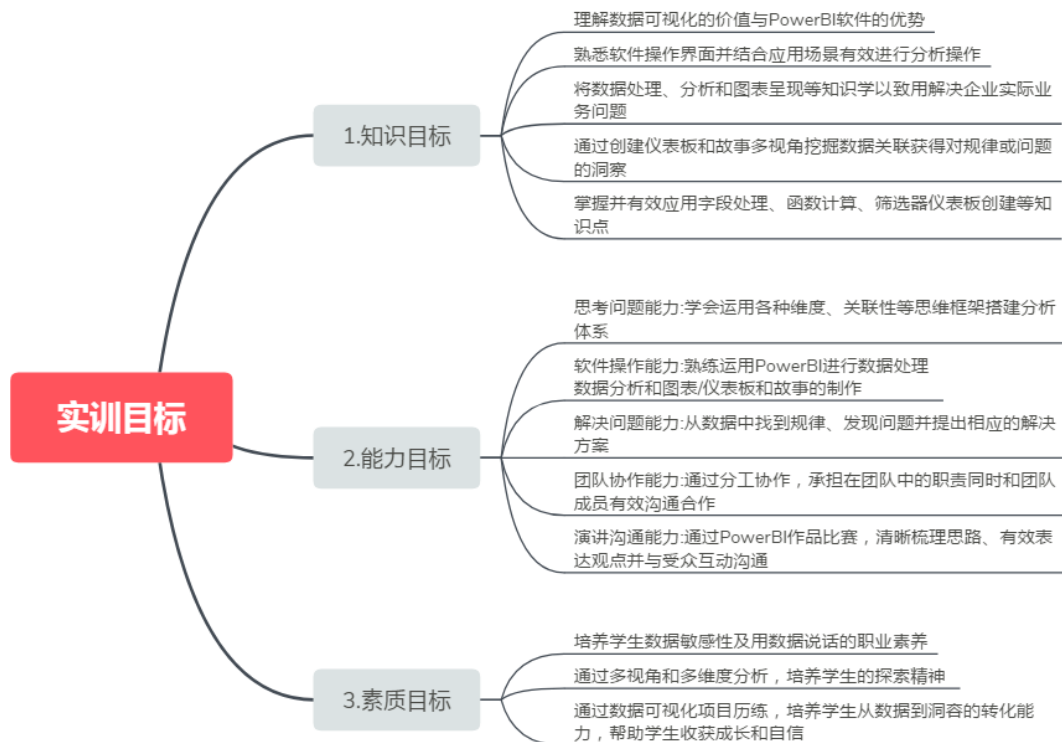 实训目标
1.知识目标
理解数据可视化的价值与PowerBI软件的优势
熟悉软件操作界面并结合应用场景有效进行分析操作
将数据处理、分析和图表呈现等知识学以致用解决企业实际业
务问题
通过创建仪表板和故事多视角挖掘数据关联获得对规律或问题
的洞察
掌握并有效应用字段处理、函数计算、筛选器仪表板创建等知
识点
2.能力目标
思考问题能力:学会运用各种维度、关联性等思维框架搭建分析
体系
软件操作能力:熟练运用PowerBI进行数据处理
数据分析和图表/仪表板和故事的制作
解决问题能力:从数据中找到规律、发现问题并提出相应的解决
方案
团队协作能力:通过分工协作，承担在团队中的职责同时和团队
成员有效沟通合作
演讲沟通能力:通过PowerBI作品比赛，清晰梳理思路、有效表
达观点并与受众互动沟通
3.素质目标
培养学生数据敏感性及用数据说话的职业素养
通过多视角和多维度分析，培养学生的探索精神
通过数据可视化项目历练，培养学生从数据到洞容的转化能
力，帮助学生收获成长和自信